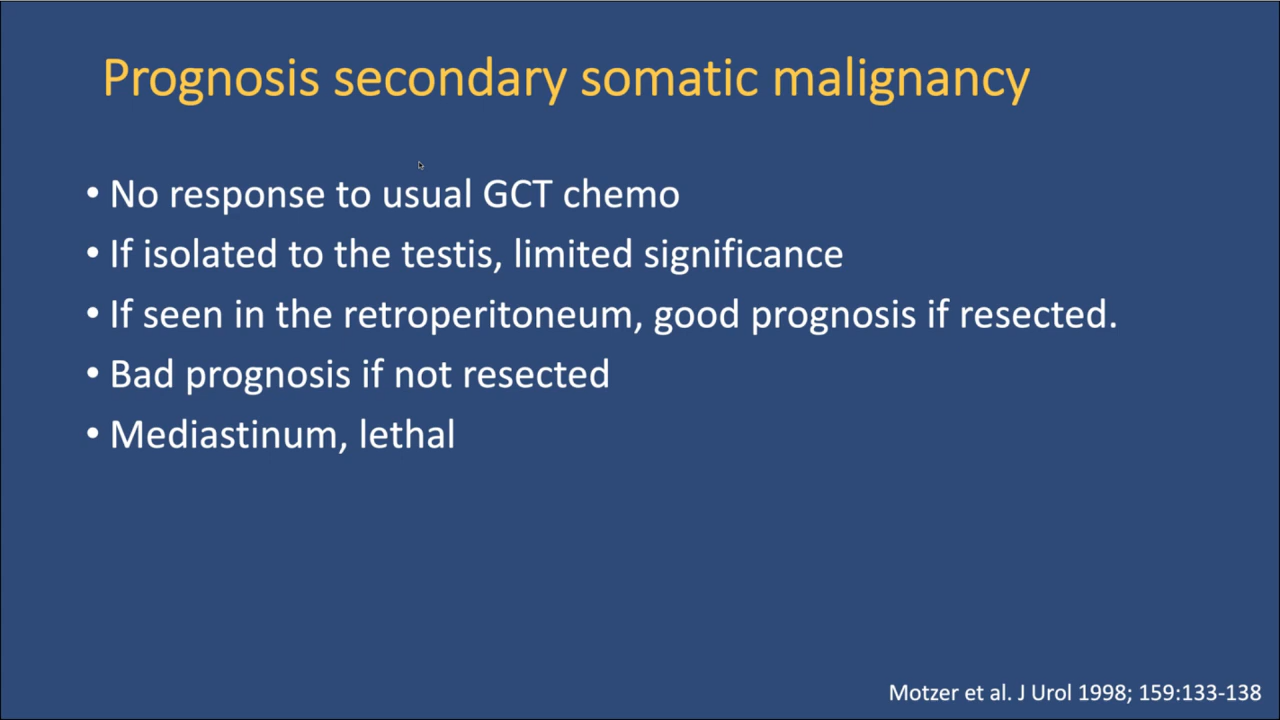 Prognosis secondary somatic malignancy
• No response to usual GCT chemo
• If isolated to the testis, limited significance
• If seen in the retroperitoneum, good prognosis if resected.
• Bad prognosis if not resected
• Mediastinum, lethal
Motzer et al. J Urol 1998; 159:133-138